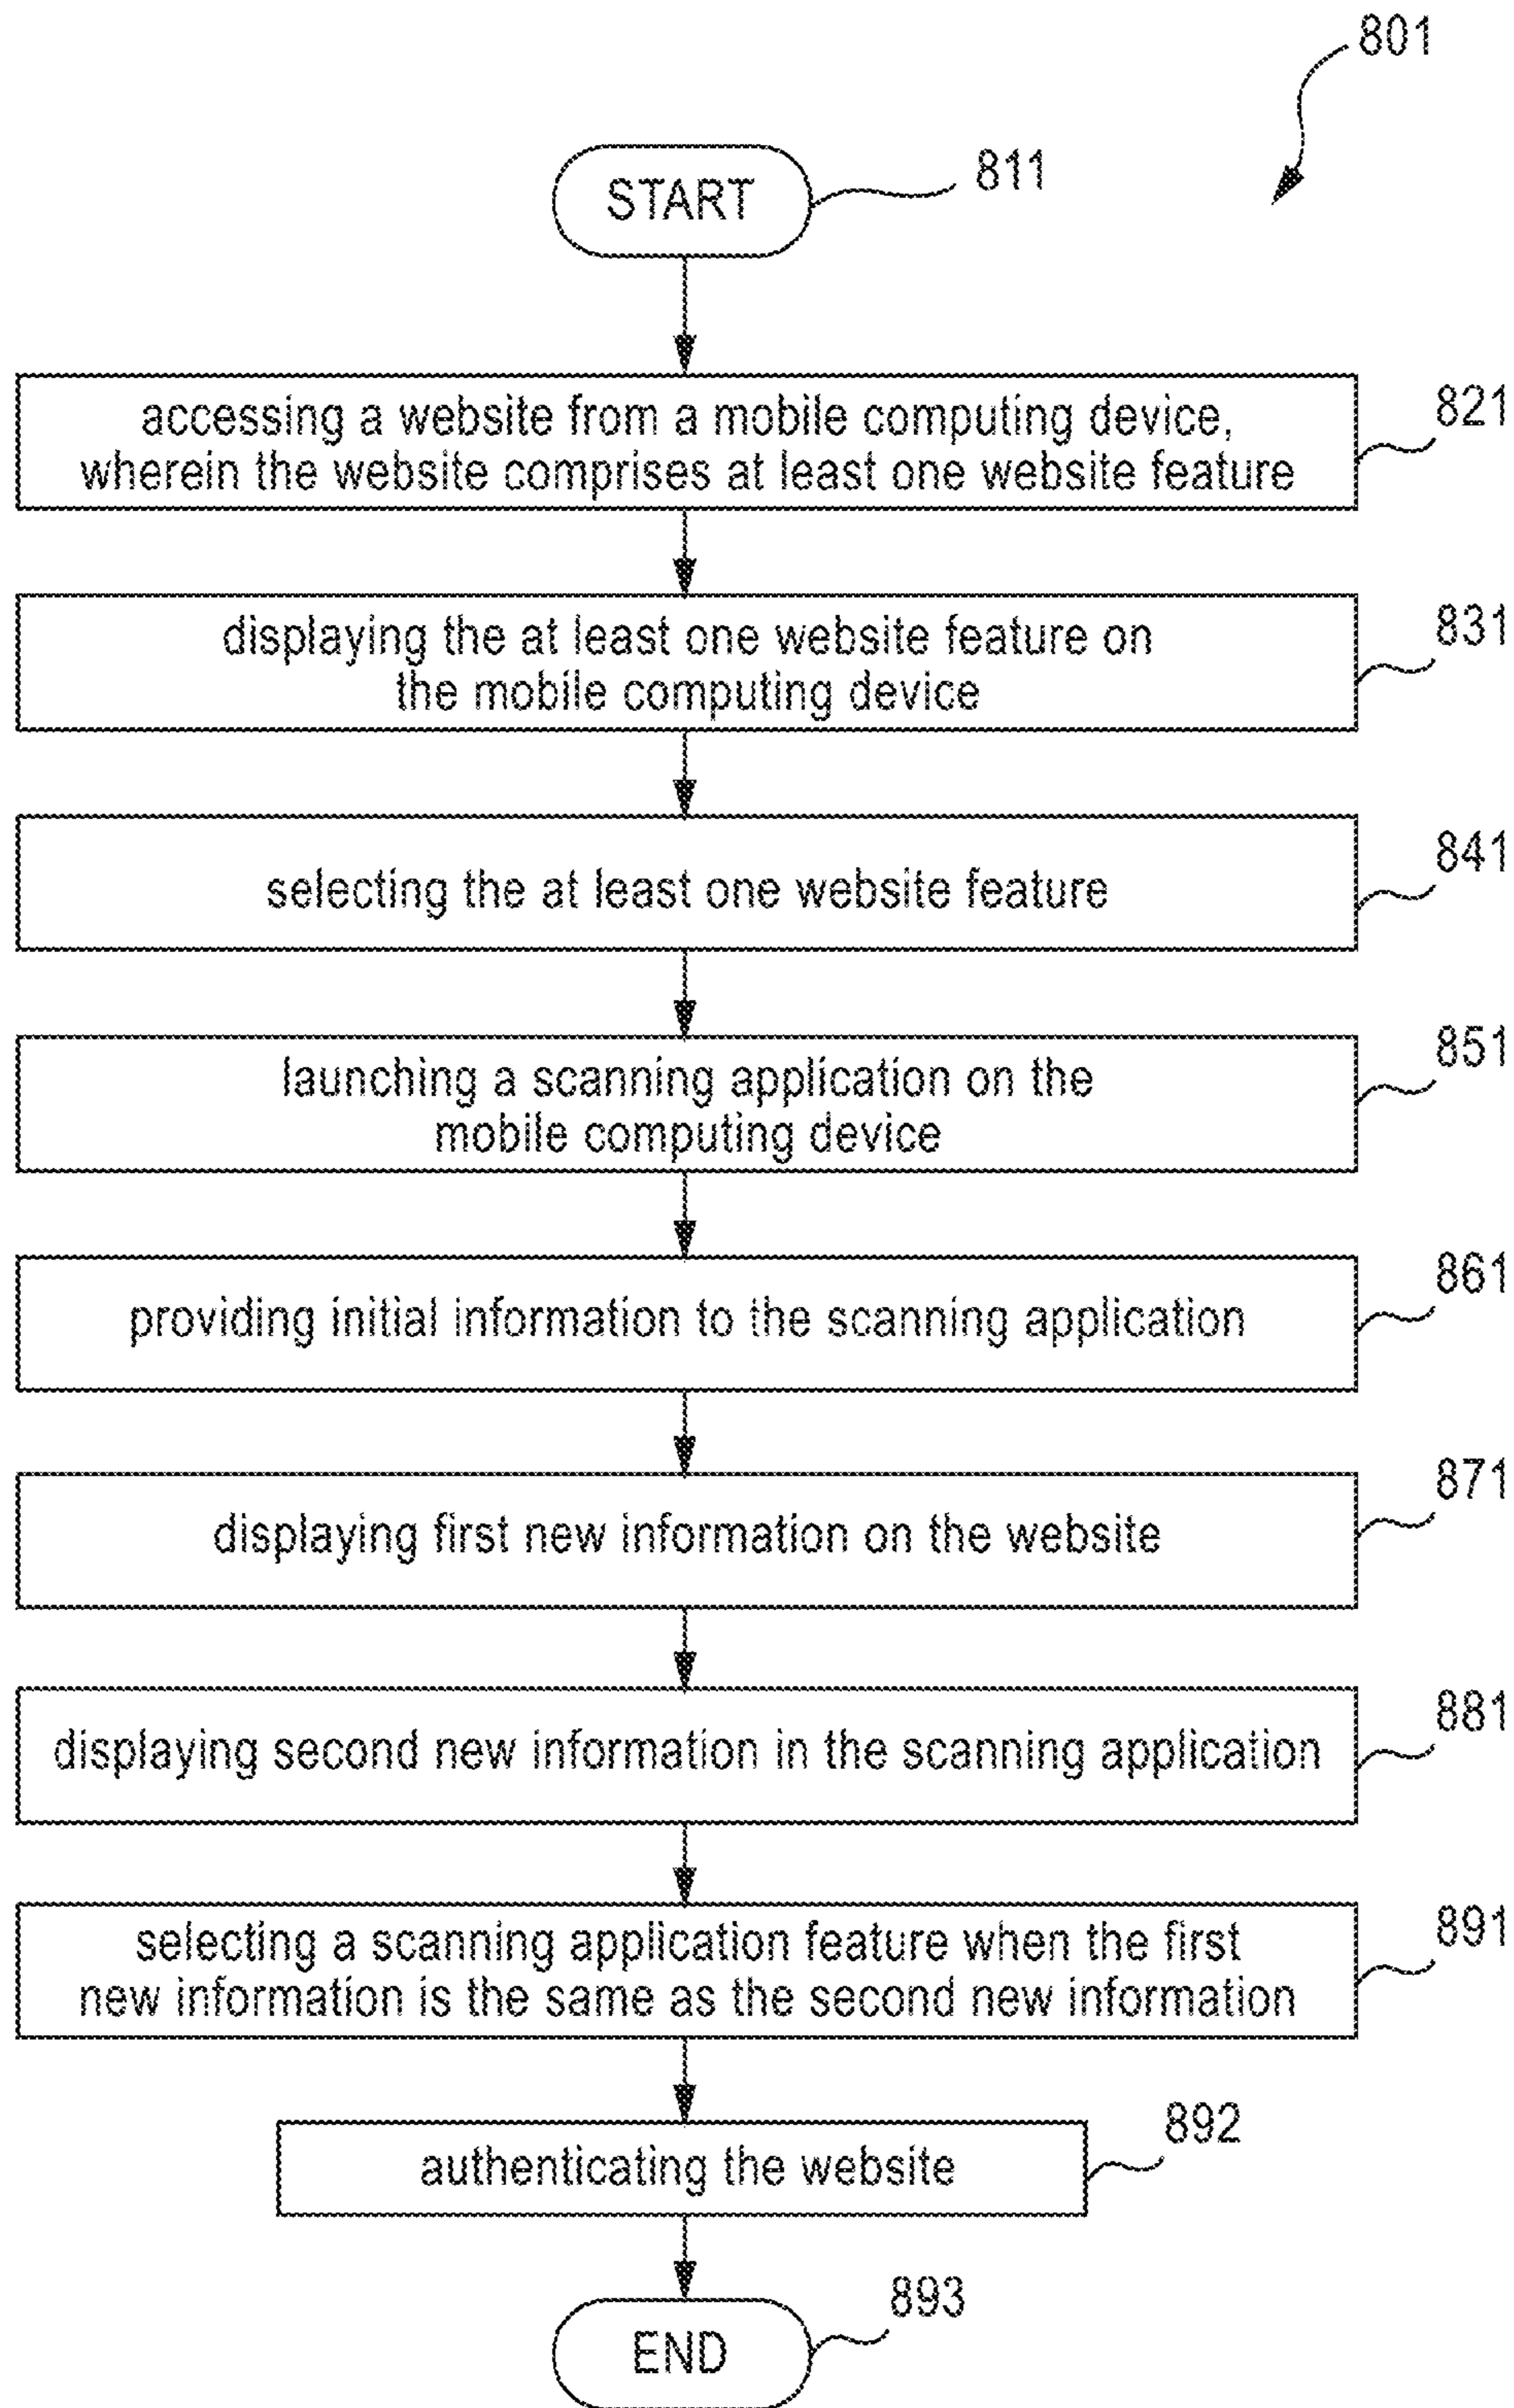 801
START
811
accessing a website from a mobile computing device,
wherein the website comprises at least one website feature
821
displaying the at least one website feature on
the mobile computing device
831
selecting the at least one website feature
841
launching a scanning application on the
mobile computing device
851
providing initial information to the scanning application
861
displaying first new information on the website
871
displaying second new information in the scanning application
881
selecting a scanning application feature when the first
new information is the same as the second new information
891
authenticating the website
892
END
893